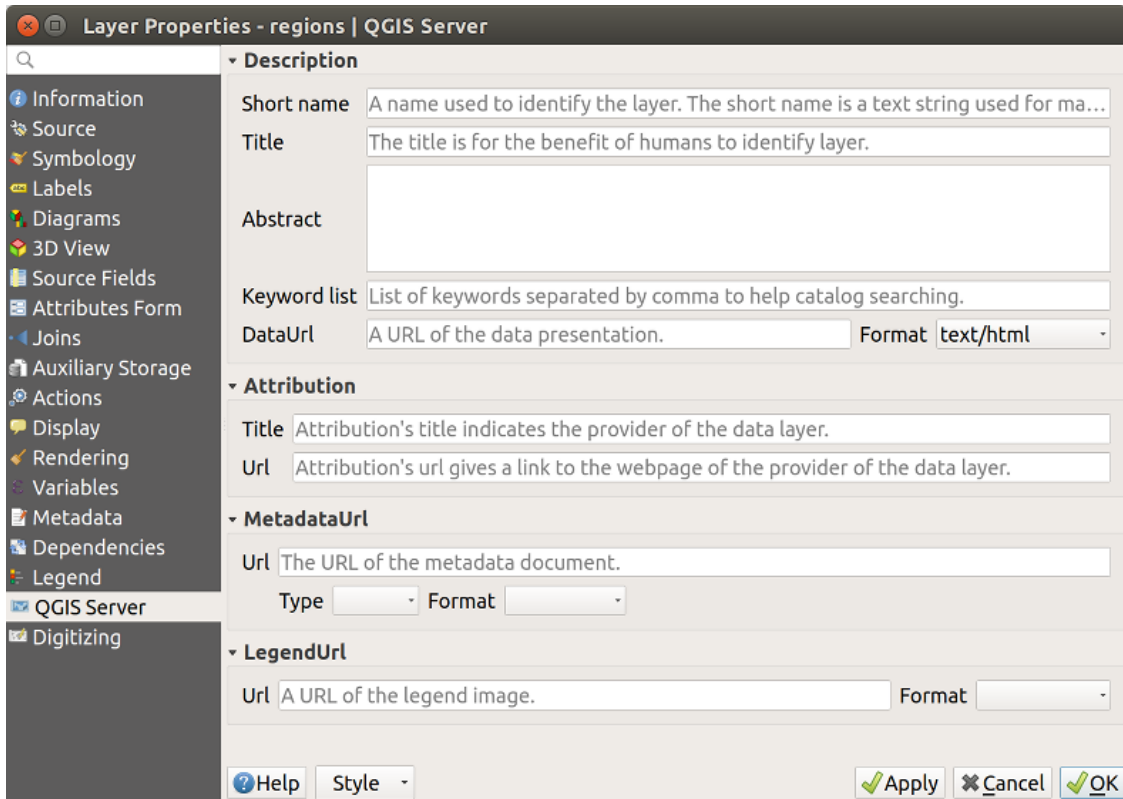 Layer Properties - regions | QGIS Server
Information
Source
Symbology
Labels
Diagrams
3D View
Source Fields
Attributes Form
Joins
Auxiliary Storage
Actions
Display
Rendering
Variables
Metadata
Dependencies
Legend
QGIS Server
Digitizing
Description
Short name A name used to identify the layer. The short name is a text string used for ma...
Title The title is for the benefit of humans to identify layer.
Abstract
Keyword list List of keywords separated by comma to help catalog searching.
DataUrl A URL of the data presentation. Format text/html
Attribution
Title Attribution's title indicates the provider of the data layer.
Url Attribution's url gives a link to the webpage of the provider of the data layer.
MetadataUrl
Url The URL of the metadata document.
Type Format
LegendUrl
Url A URL of the legend image. Format
Help Style Apply Cancel OK